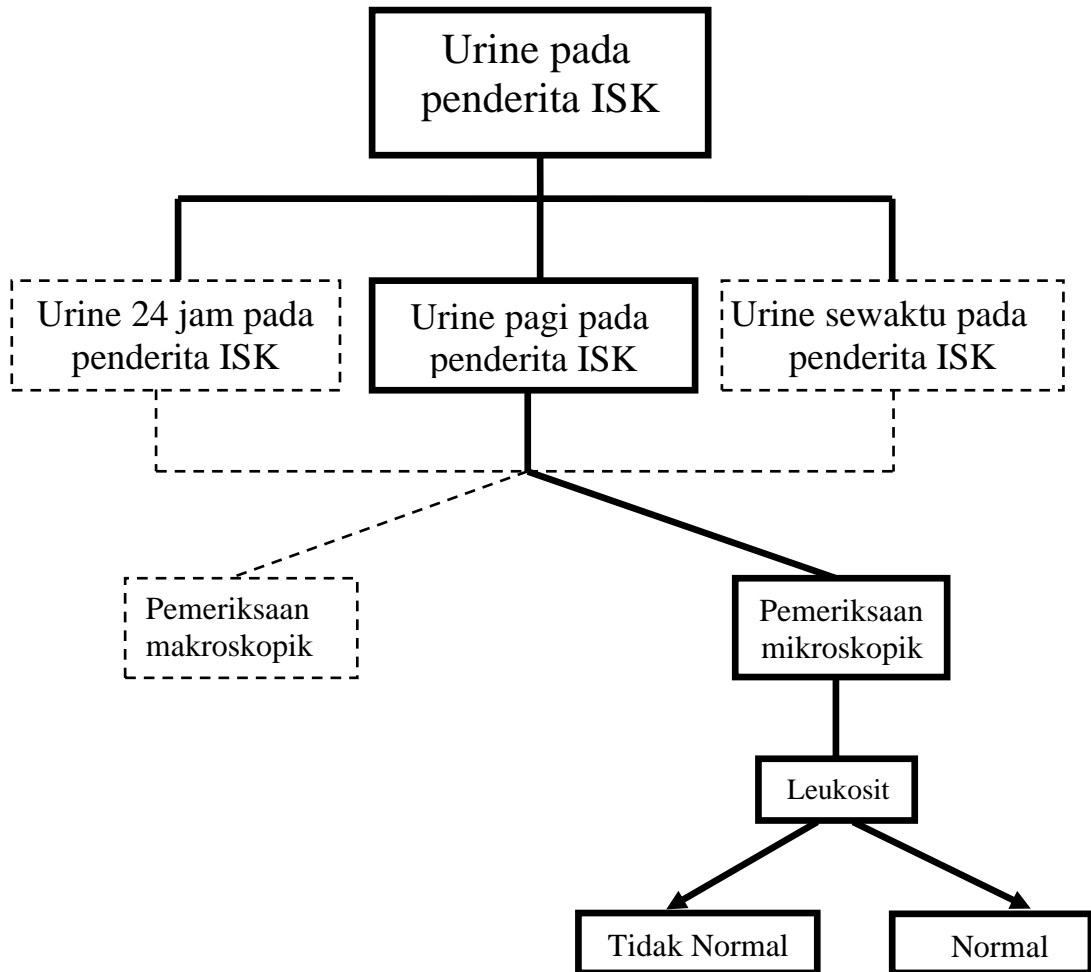 Urine pada
penderita ISK
Urine 24 jam pada
penderita ISK
Urine pagi pada
penderita ISK
Urine sewaktu pada
penderita ISK
Pemeriksaan
makroskopik
Pemeriksaan
mikroskopik
Leukosit
Tidak Normal
Normal